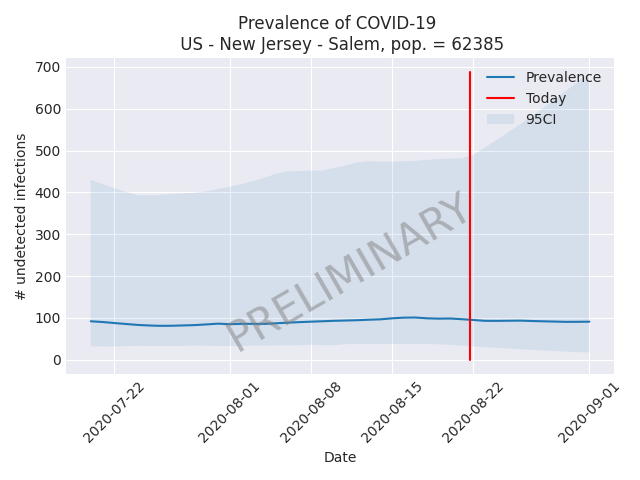 Prevalence of COVID-19
US - New Jersey - Salem, pop. = 62385
# undetected infections
700
600
500
400
300
200
100
0
Prevalence
Today
95CI
PRELIMINARY
2020-07-22
2020-08-01
2020-08-08
2020-08-15
2020-08-22
2020-09-01
Date